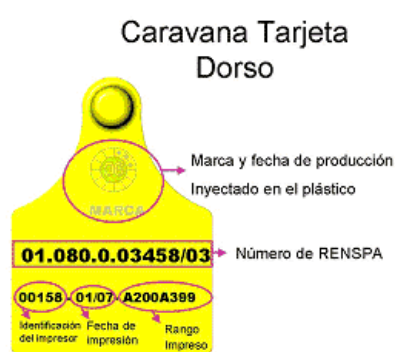 Caravana Tarjeta
Dorso
Marca y fecha de producción
Inyectado en el plástico
MARCA
01.080.0.03458/03
Número de RENSPA
00158-01/07-A200A399
Identificación
del impresor
Fecha de
impresión
Rango
Impreso